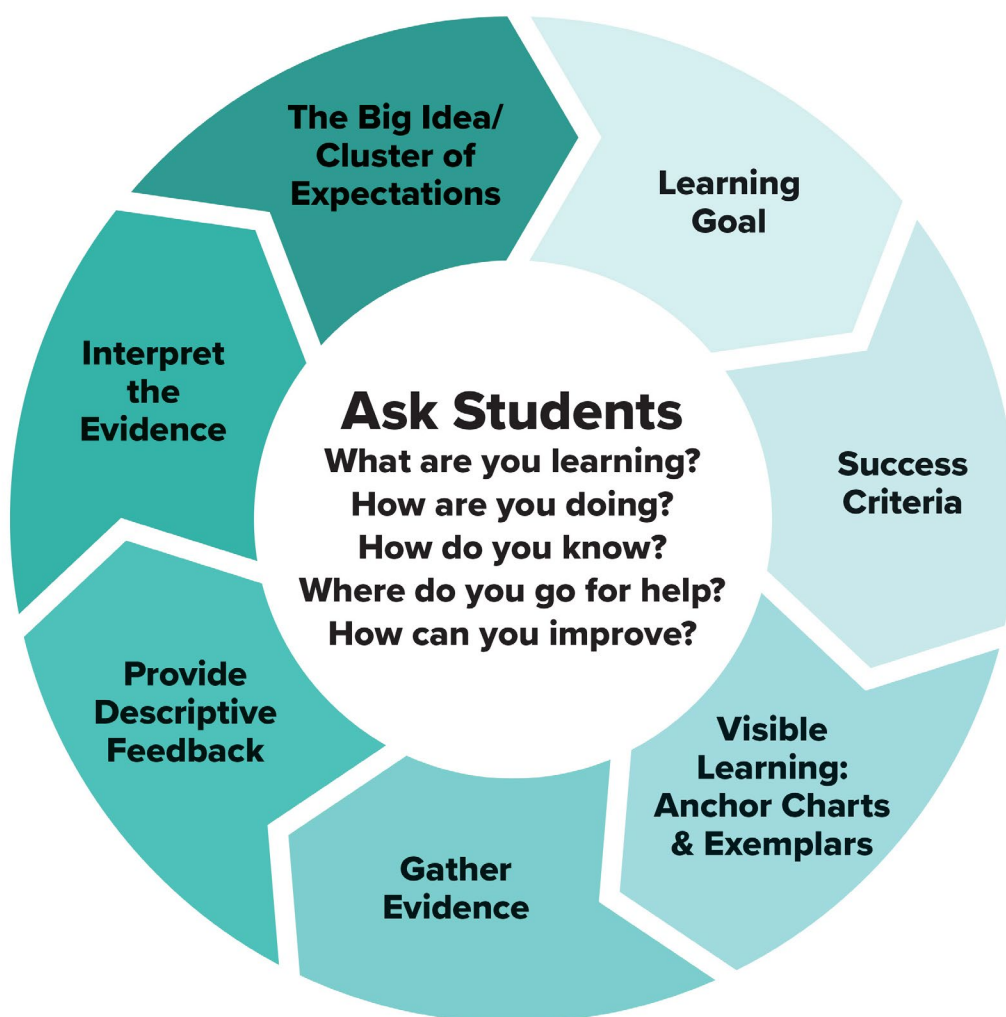 The Big Idea/
Cluster of
Expectations
Learning
Goal
Success
Criteria
Visible
Learning:
Anchor Charts
& Exemplars
Gather
Evidence
Provide
Descriptive
Feedback
Interpret
the
Evidence
Ask Students
What are you learning?
How are you doing?
How do you know?
Where do you go for help?
How can you improve?